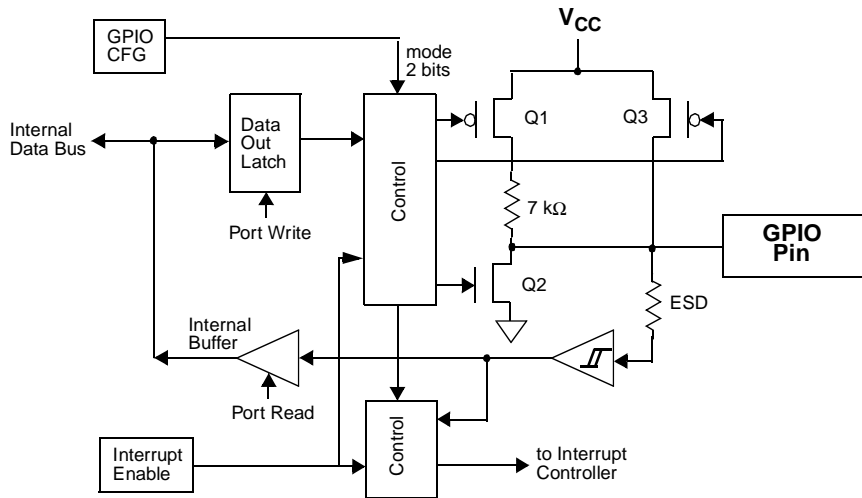 GPIO
CFG
mode
2 bits
VCC
Internal
Data Bus
Data
Out
Latch
Control
Q1
Q3
7 kΩ
Port Write
GPIO
Pin
Q2
ESD
Internal
Buffer
Port Read
Control
Interrupt
Enable
to Interrupt
Controller